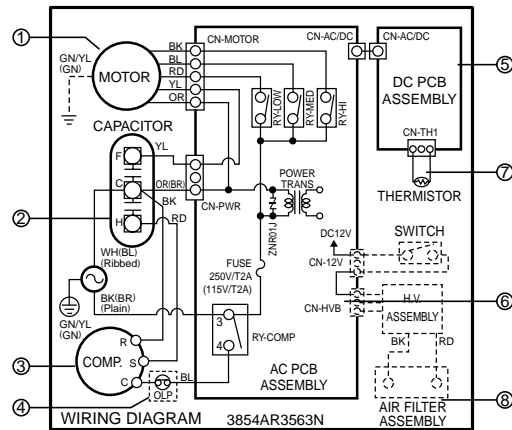 1
GN/YL
(GN)
MOTOR
BK
BL
RD
YL
OR
CN-MOTOR
RY-LOW
RY-MED
RY-HI
CN-AC/DC
CN-AC/DC
DC PCB
ASSEMBLY
5
CN-TH1
THERMISTOR
7
CAPACITOR
F
YL
C
OR(BR)
BK
H
RD
2
CN-PWR
POWER
TRANS
ZNR01J
WH(BL)
(Ribbed)
BK(BR)
(Plain)
GN/YL
(GN)
FUSE
250V/T2A
(115V/T2A)
DC12V
CN-12V
SWITCH
CN-HVB
H.V.
ASSEMBLY
6
BK
RD
3
COMP.
R
S
C
3
4
RY-COMP
4
OLP
BL
AC PCB
ASSEMBLY
AIR FILTER
ASSEMBLY
8
WIRING DIAGRAM 3854AR3563N